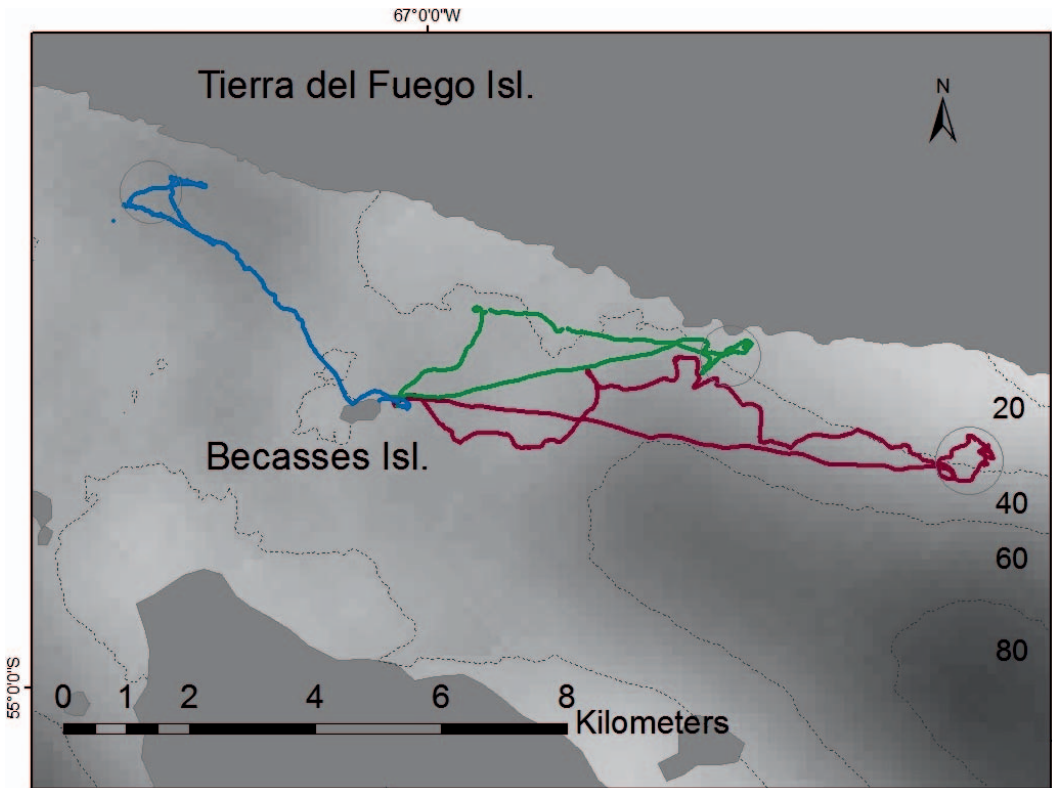 67°0'0"W
Tierra del Fuego Isl.
N
20
Becasses Isl.
40
60
80
55°0'0"S
0 1 2 4 6 8
Kilometers